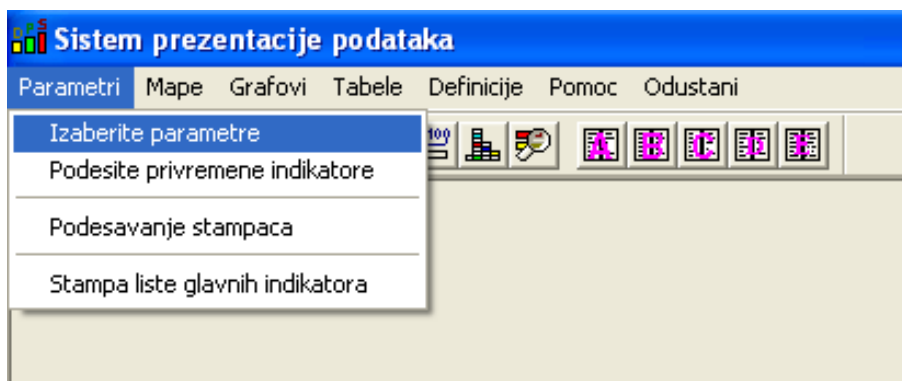 Sistem prezentacije podataka
Parametri Mape Grafovi Tabele Definicije Pomoc Odustani
Izaberite parametre
100 A B C D E
Podesite privremene indikatore
Podesavanje stampaca
Stampa liste glavnih indikatora